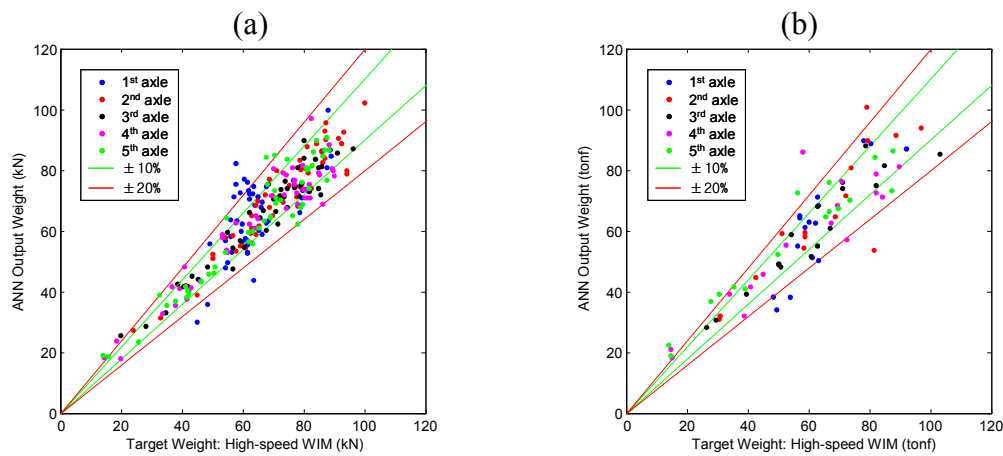 (a)
120
100
80
60
40
20
0
ANN Output Weight (kN)
1st axle
2nd axle
3rd axle
4th axle
5th axle
± 10%
± 20%
0 20 40 60 80 100 120
Target Weight: High-speed WIM (kN)
(b)
120
100
80
60
40
20
0
ANN Output Weight (tonf)
1st axle
2nd axle
3rd axle
4th axle
5th axle
± 10%
± 20%
0 20 40 60 80 100 120
Target Weight: High-speed WIM (tonf)